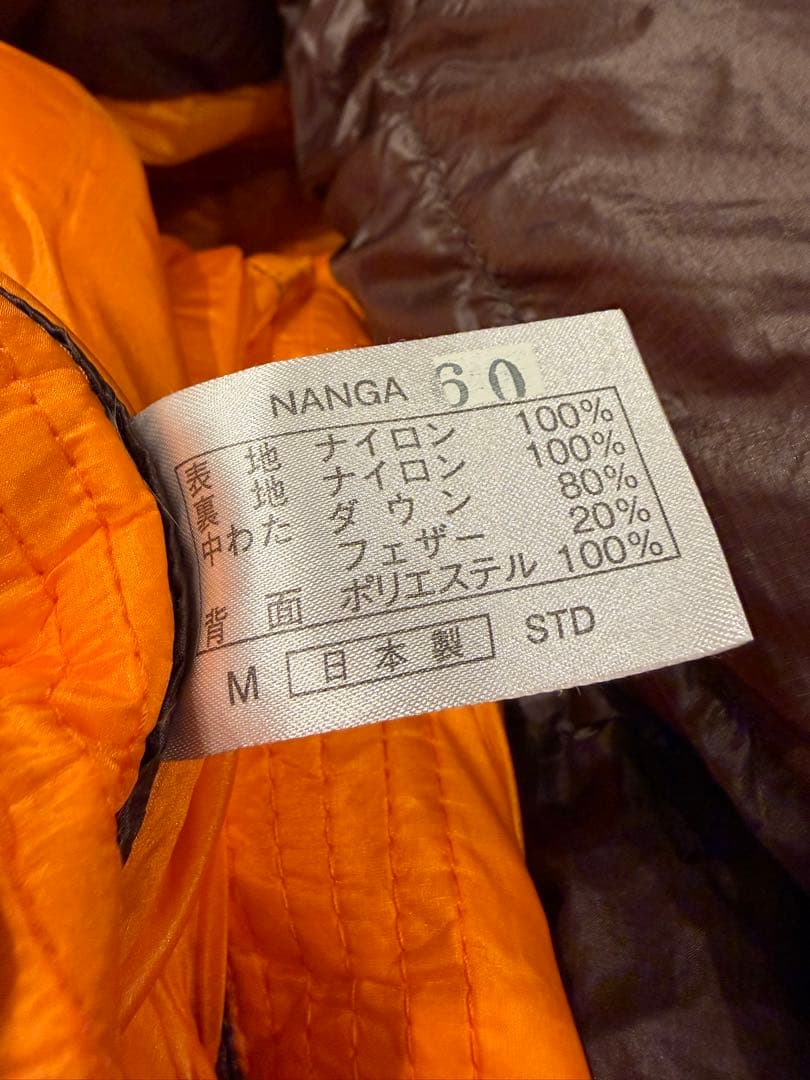 NANGA 60
表地 ナイロン 100%
裏地 ナイロン 100%
中わた ダウン 80%
フェザー 20%
背面 ポリエステル 100%
M 日本製 STD